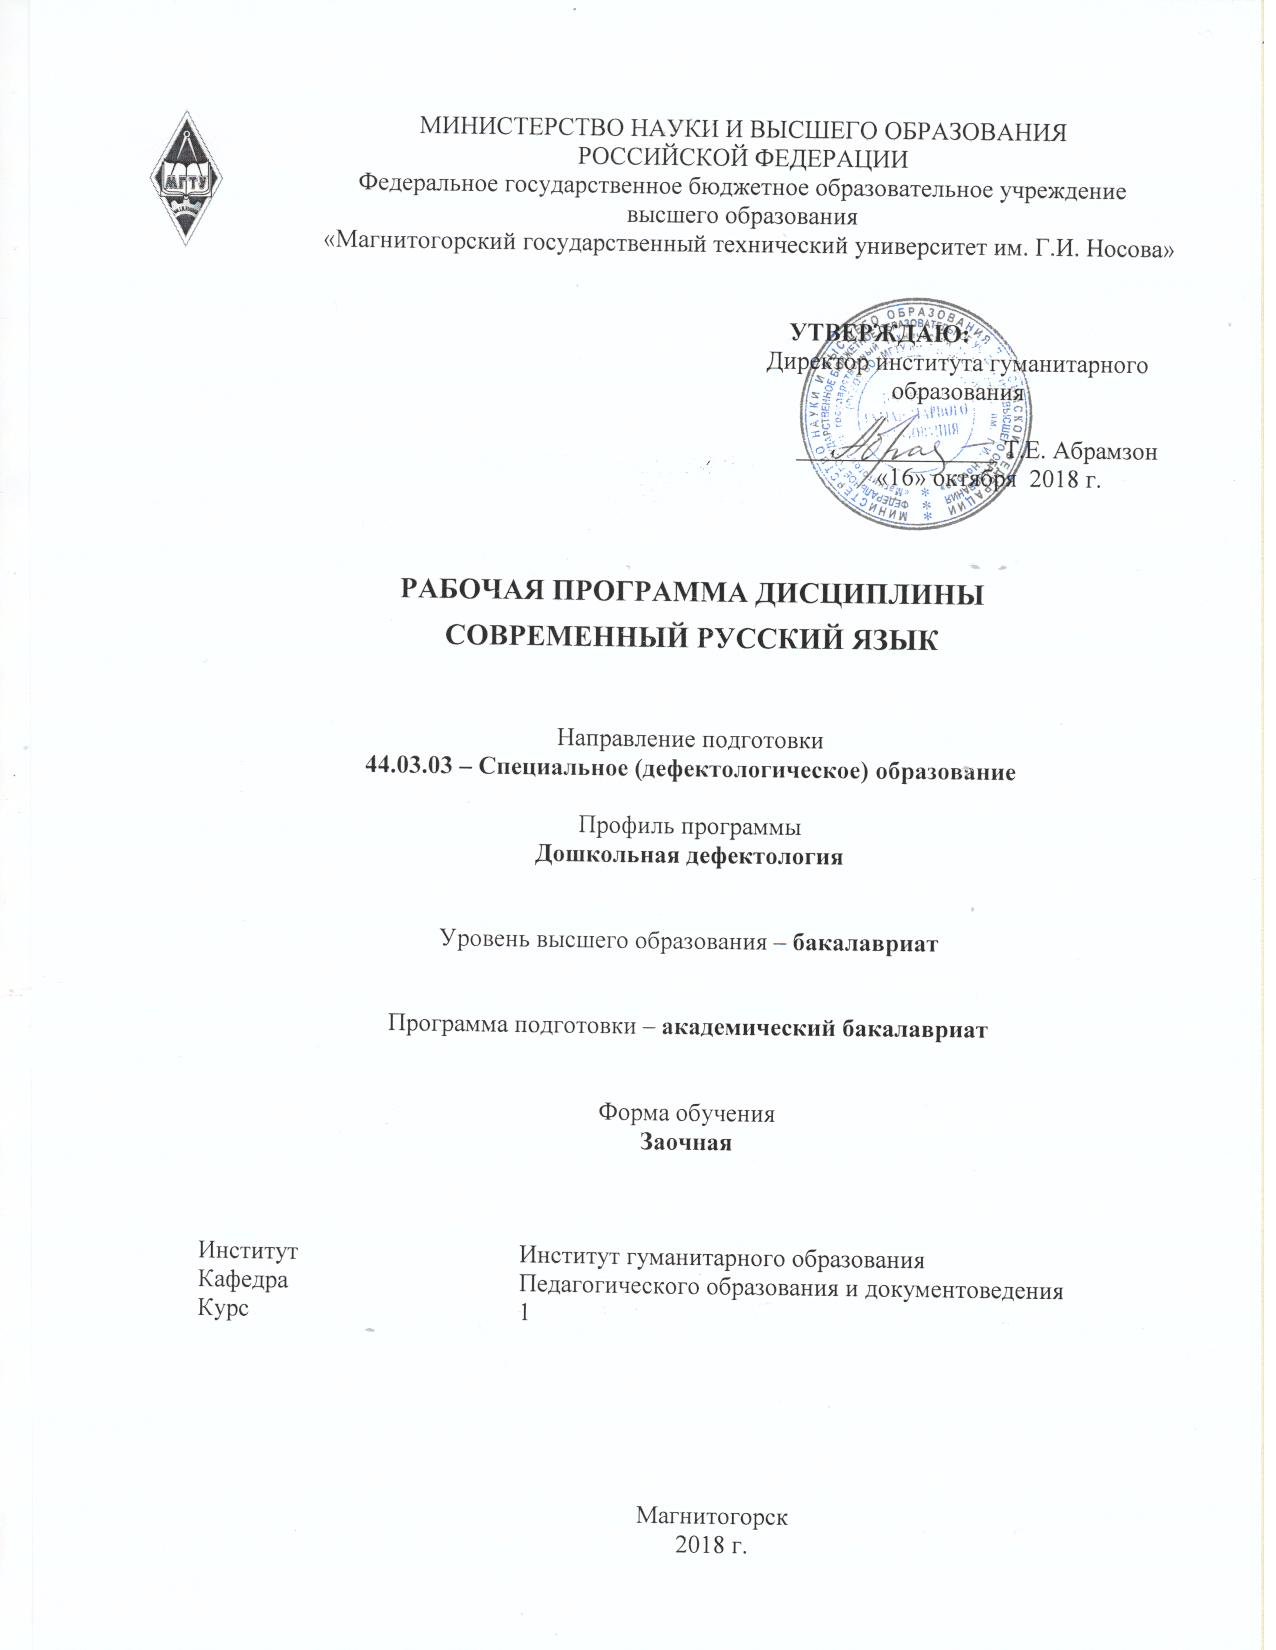 МИНИСТЕРСТВО НАУКИ И ВЫСШЕГО ОБРАЗОВАНИЯ
РОССИЙСКОЙ ФЕДЕРАЦИИ
Федеральное государственное бюджетное образовательное учреждение
высшего образования
«Магнитогорский государственный технический университет им. Г.И. Носова»
МГТУ
УТВЕРЖДАЮ:
Директор института гуманитарного
образования
Т.Е. Абрамзон
«16» октября 2018 г.
РАБОЧАЯ ПРОГРАММА ДИСЦИПЛИНЫ
СОВРЕМЕННЫЙ РУССКИЙ ЯЗЫК
Направление подготовки
44.03.03 – Специальное (дефектологическое) образование
Профиль программы
Дошкольная дефектология
Уровень высшего образования – бакалавриат
Программа подготовки – академический бакалавриат
Форма обучения
Заочная
Институт Институт гуманитарного образования
Кафедра Педагогического образования и документоведения
Курс 1
Магнитогорск
2018 г.